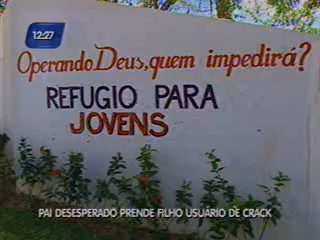 12:27
Operando Deus, quem impedirá?
REFUGIO PARA
JOVENS
PAI DESESPERADO PRENDE FILHO USUÁRIO DE CRACK